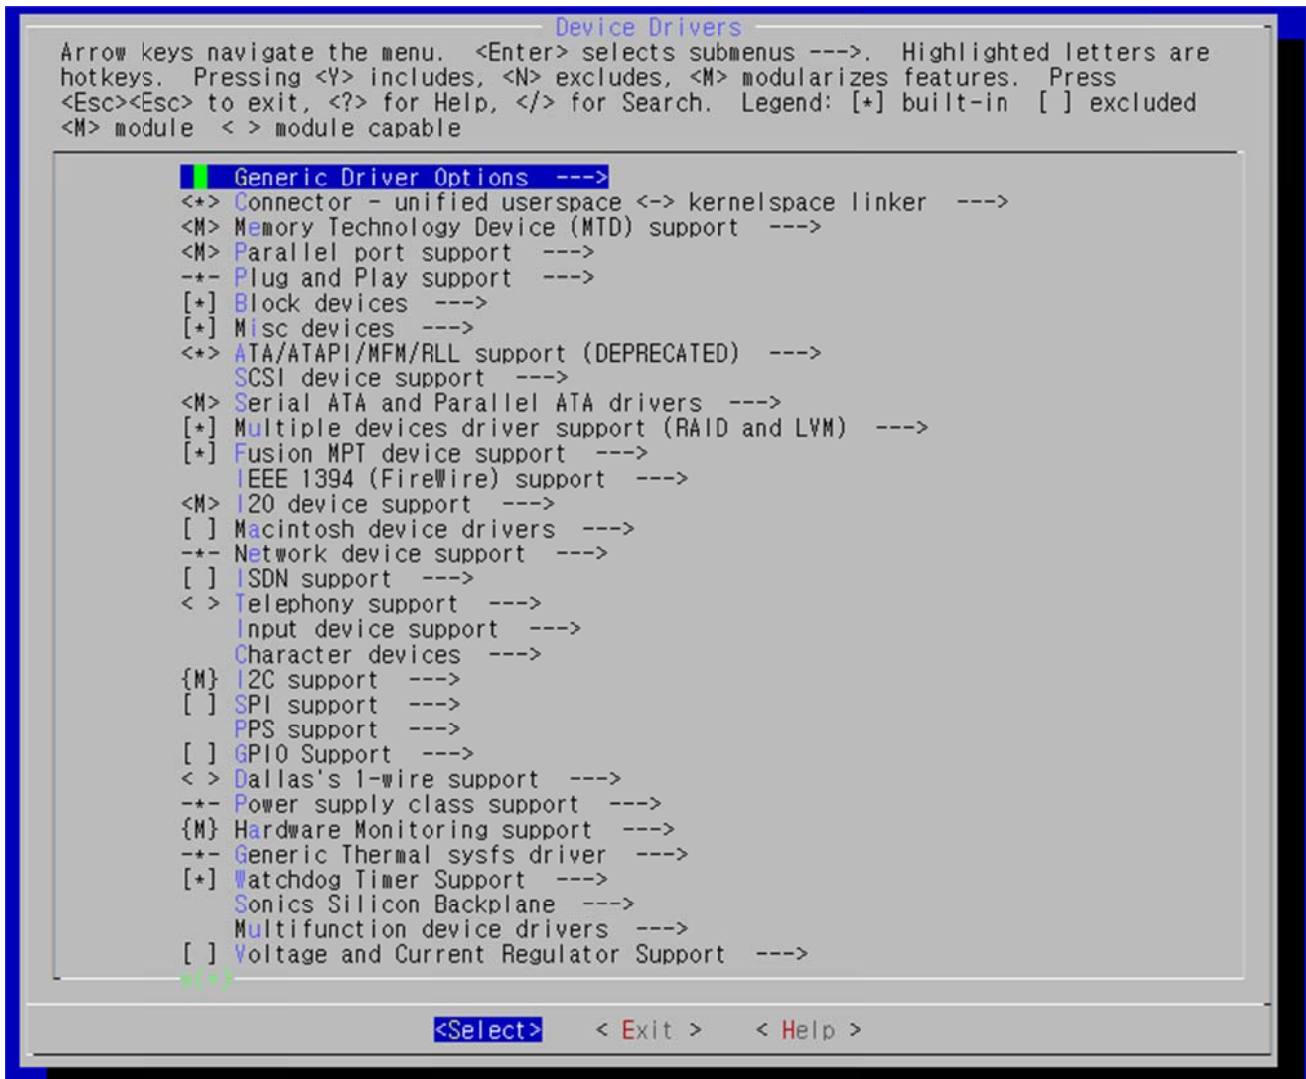 Device Drivers
Arrow keys navigate the menu.  <Enter> selects submenus --->.  Highlighted letters are
hotkeys.  Pressing <Y> includes, <N> excludes, <M> modularizes features.  Press
<Esc><Esc> to exit, <?> for Help, </> for Search.  Legend: [*] built-in  [ ] excluded
<M> module  < > module capable
Generic Driver Options  --->
<*> Connector - unified userspace <-> kernelspace linker  --->
<M> Memory Technology Device (MTD) support  --->
<M> Parallel port support  --->
-*- Plug and Play support  --->
[*] Block devices  --->
[*] Misc devices  --->
<*> ATA/ATAPI/MFM/RLL support (DEPRECATED)  --->
SCSI device support  --->
<M> Serial ATA and Parallel ATA drivers  --->
[*] Multiple devices driver support (RAID and LVM)  --->
[*] Fusion MPT device support  --->
IEEE 1394 (FireWire) support  --->
<M> I2O device support  --->
[ ] Macintosh device drivers  --->
-*- Network device support  --->
[ ] ISDN support  --->
< > Telephony support  --->
Input device support  --->
Character devices  --->
{M} I2C support  --->
[ ] SPI support  --->
PPS support  --->
[ ] GPIO Support  --->
< > Dallas's 1-wire support  --->
-*- Power supply class support  --->
{M} Hardware Monitoring support  --->
-*- Generic Thermal sysfs driver  --->
[*] Watchdog Timer Support  --->
Sonics Silicon Backplane  --->
Multifunction device drivers  --->
[ ] Voltage and Current Regulator Support  --->
v(+)
<Select>    < Exit >    < Help >